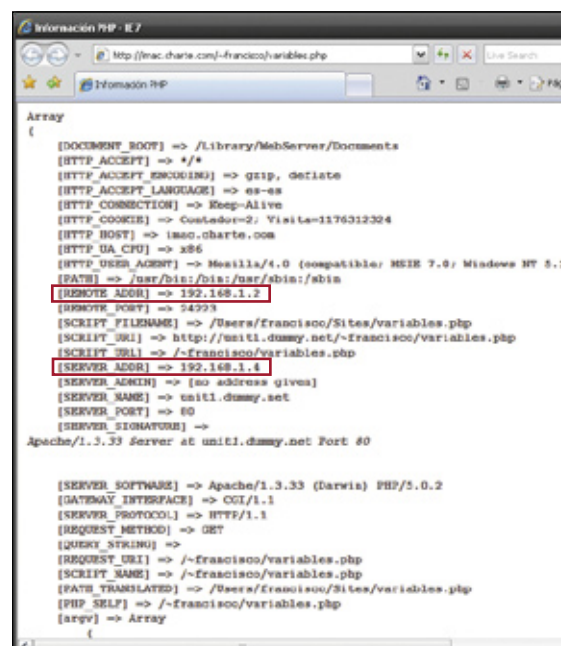 Información PHP - IE7
http://imac.charte.com/~francisco/variables.php
Live Search
Información PHP
Array
(
[DOCUMENT_ROOT] => /Library/WebServer/Documents
[HTTP_ACCEPT] => */*
[HTTP_ACCEPT_ENCODING] => gzip, deflate
[HTTP_ACCEPT_LANGUAGE] => es-es
[HTTP_CONNECTION] => Keep-Alive
[HTTP_COOKIE] => Contador=2; Visita=1176312324
[HTTP_HOST] => imac.charte.com
[HTTP_UA_CPU] => x86
[HTTP_USER_AGENT] => Mozilla/4.0 (compatible; MSIE 7.0; Windows NT 5.1
[PATH] => /usr/bin:/bin:/usr/sbin:/sbin
[REMOTE_ADDR] => 192.168.1.2
[REMOTE_PORT] =>
[SCRIPT_FILENAME] => /Users/francisco/Sites/variables.php
[SCRIPT_URI] => http://unit1.dummy.net/~francisco/variables.php
[SCRIPT_URL] => /~francisco/variables.php
[SERVER_ADDR] => 192.168.1.4
[SERVER_ADMIN] => [no address given]
[SERVER_NAME] => unit1.dummy.net
[SERVER_PORT] => 80
[SERVER_SIGNATURE] =>
Apache/1.3.33 Server at unit1.dummy.net Port 80
[SERVER_SOFTWARE] => Apache/1.3.33 (Darwin) PHP/5.0.2
[GATEWAY_INTERFACE] => CGI/1.1
[SERVER_PROTOCOL] => HTTP/1.1
[REQUEST_METHOD] => GET
[QUERY_STRING] =>
[REQUEST_URI] => /~francisco/variables.php
[SCRIPT_NAME] => /~francisco/variables.php
[PATH_TRANSLATED] => /Users/francisco/Sites/variables.php
[PHP_SELF] => /~francisco/variables.php
[argv] => Array
(